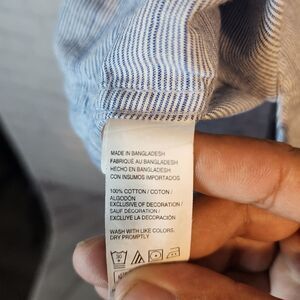 MADE IN BANGLADESH
FABRIQUÉ AU BANGLADESH
HECHO EN BANGLADESH
CON INSUMOS IMPORTADOS
100% COTTON / COTON /
ALGODÓN
EXCLUSIVE OF DECORATION /
SAUF DÉCORATION /
EXCLUYE LA DECORACIÓN
WASH WITH LIKE COLORS.
DRY PROMPTLY